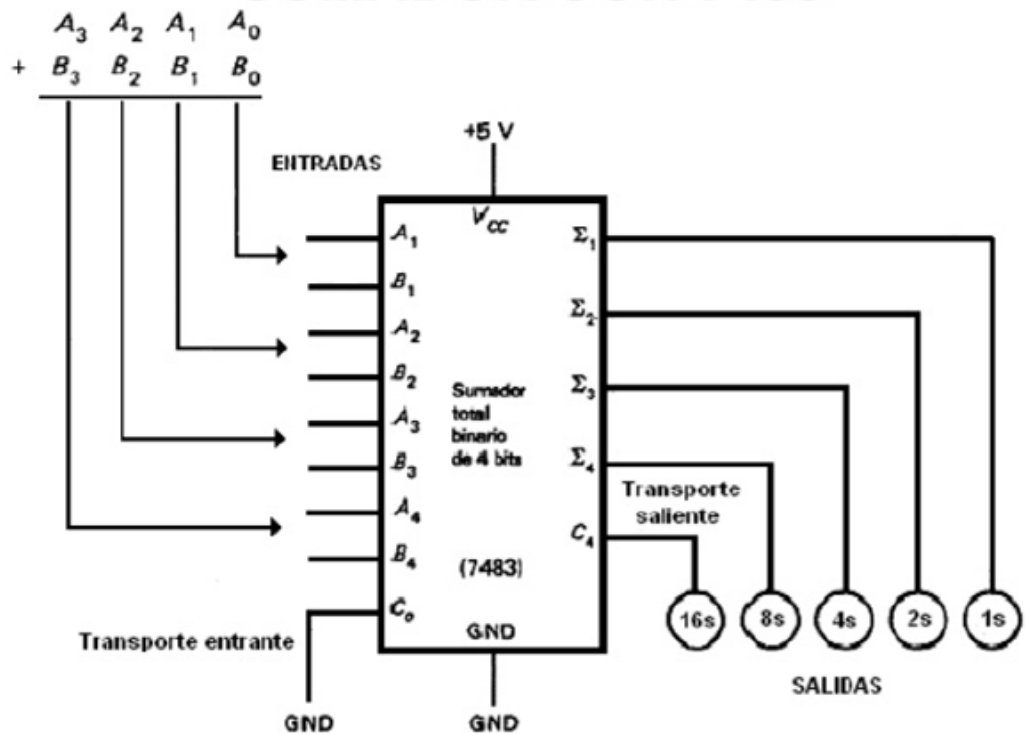 A₃ A₂ A₁ A₀
+ B₃ B₂ B₁ B₀
ENTRADAS
+5 V
V_CC
A₁
B₁
A₂
B₂
A₃
B₃
A₄
B₄
C₀
Sumador
total
binario
de 4 bits
(7483)
GND
Σ₁
Σ₂
Σ₃
Σ₄
C₄
Transporte
saliente
16s 8s 4s 2s 1s
SALIDAS
Transporte entrante
GND
GND